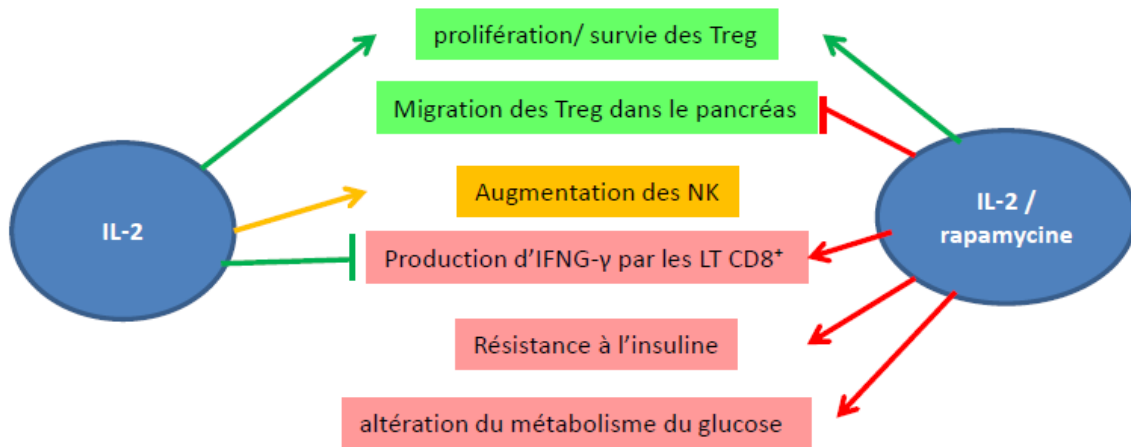 prolifération/ survie des Treg
Migration des Treg dans le pancréas
Augmentation des NK
IL-2
IL-2 /
rapamycine
Production d’IFNG-γ par les LT CD8⁺
Résistance à l’insuline
altération du métabolisme du glucose